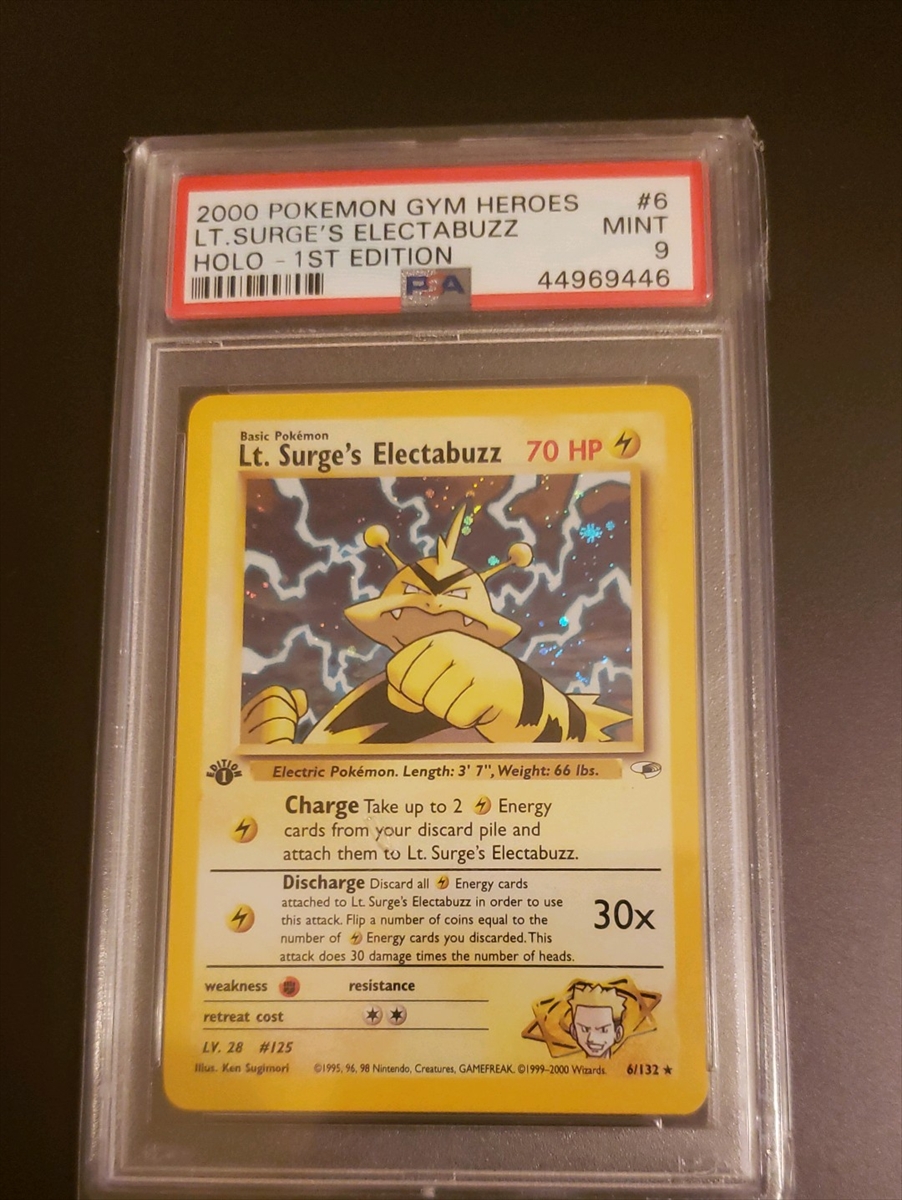 2000 POKEMON GYM HEROES #6
LT.SURGE'S ELECTABUZZ MINT
HOLO - 1ST EDITION 9
PSA 44969446
Basic Pokémon
Lt. Surge's Electabuzz 70 HP
EDITION 1
Electric Pokémon. Length: 3' 7", Weight: 66 lbs.
Charge Take up to 2 Energy
cards from your discard pile and
attach them to Lt. Surge's Electabuzz.
Discharge Discard all Energy cards
attached to Lt. Surge's Electabuzz in order to use
this attack. Flip a number of coins equal to the
number of Energy cards you discarded. This
attack does 30 damage times the number of heads.
30x
weakness resistance
retreat cost
LV. 28 #125
Illus. Ken Sugimori ©1995, 96, 98 Nintendo, Creatures, GAMEFREAK. ©1999-2000 Wizards. 6/132 ★